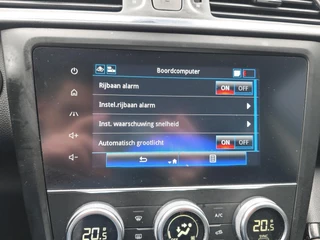 Boordcomputer
Rijbaan alarm ON OFF
Instel.rijbaan alarm
Inst. waarschuwing snelheid
Automatisch grootlicht ON OFF
A/C
20.5 20.5